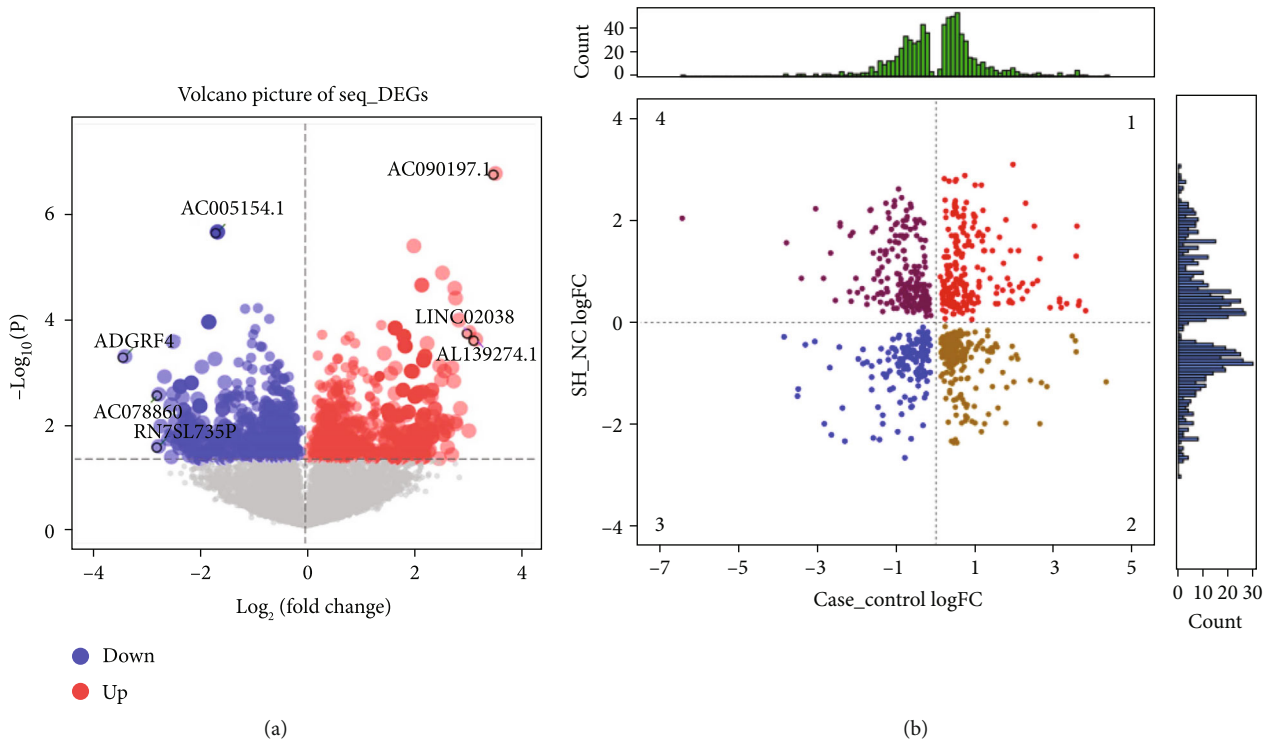 Volcano picture of seq_DEGs
–Log10(P)
6
4
2
0
AC090197.1
AC005154.1
LINC02038
AL139274.1
ADGRF4
AC078860
RN7SL735P
–4 –2 0 2 4
Log2 (fold change)
Down
Up
(a)
Count
40
20
0
SH_NC logFC
4
2
0
–2
–4
4 1
3 2
–7 –5 –3 –1 1 3 5
Case_control logFC
0 10 20 30
Count
(b)